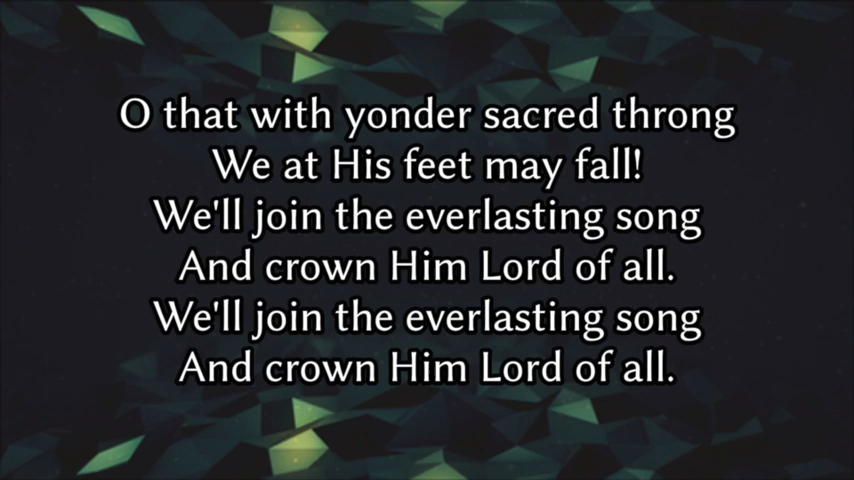 O that with yonder sacred throng
We at His feet may fall!
We'll join the everlasting song
And crown Him Lord of all.
We'll join the everlasting song
And crown Him Lord of all.